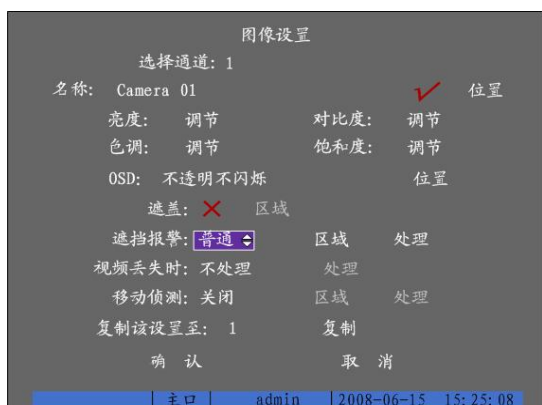 图像设置
选择通道: 1
名称: Camera 01 位置
亮度: 调节 对比度: 调节
色调: 调节 饱和度: 调节
OSD: 不透明不闪烁 位置
遮盖: 区域
遮挡报警: 普通 区域 处理
视频丢失时: 不处理 处理
移动侦测: 关闭 区域 处理
复制该设置至: 1 复制
确 认 取 消
主口 admin 2008-06-15 15:25:08